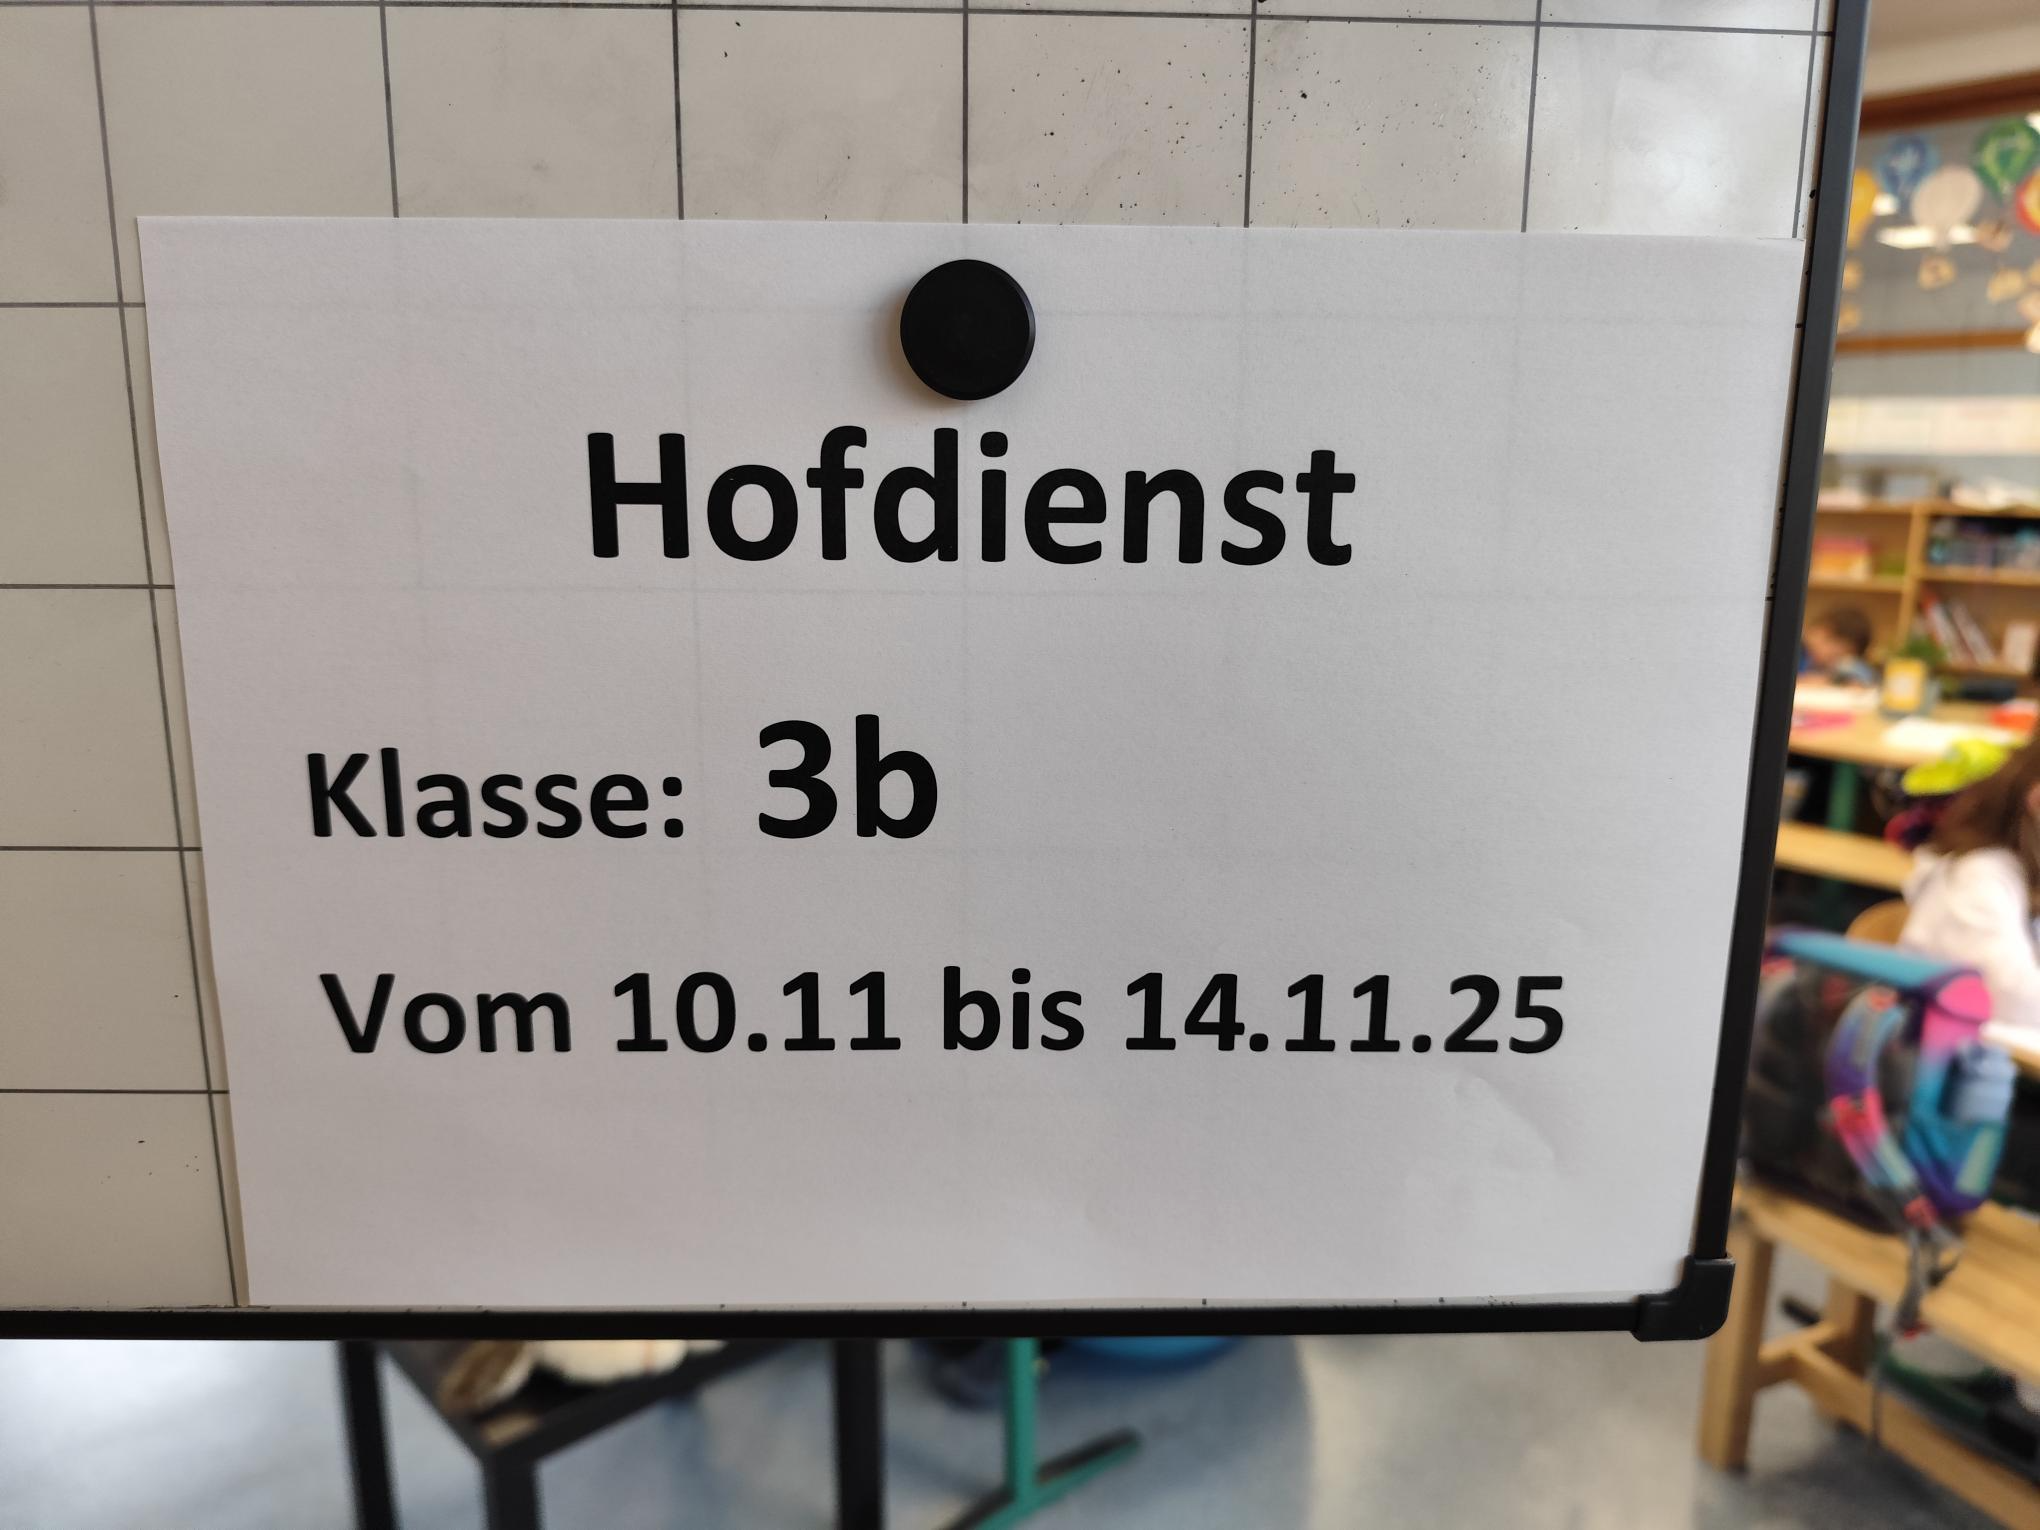 Hofdienst
Klasse: 3b
Vom 10.11 bis 14.11.25